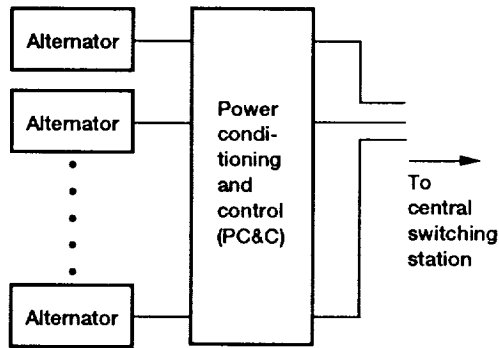 Alternator
Alternator
Alternator
Power
condi-
tioning
and
control
(PC&C)
To
central
switching
station